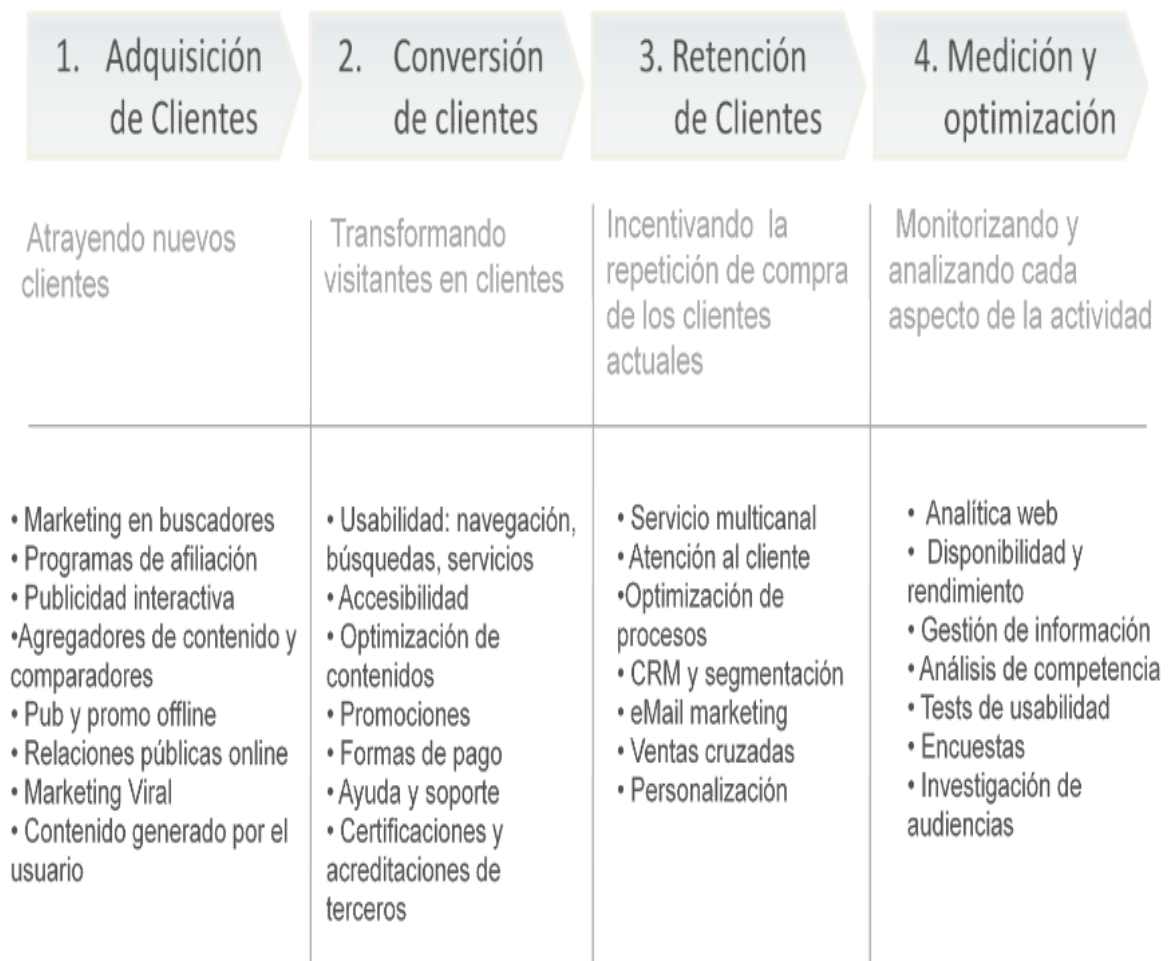 1. Adquisición
de Clientes
2. Conversión
de clientes
3. Retención
de Clientes
4. Medición y
optimización
Atrayendo nuevos
clientes
Transformando
visitantes en clientes
Incentivando la
repetición de compra
de los clientes
actuales
Monitorizando y
analizando cada
aspecto de la actividad
• Marketing en buscadores
• Programas de afiliación
• Publicidad interactiva
•Agregadores de contenido y
comparadores
• Pub y promo offline
• Relaciones públicas online
• Marketing Viral
• Contenido generado por el
usuario
• Usabilidad: navegación,
búsquedas, servicios
• Accesibilidad
• Optimización de
contenidos
• Promociones
• Formas de pago
• Ayuda y soporte
• Certificaciones y
acreditaciones de
terceros
• Servicio multicanal
• Atención al cliente
•Optimización de
procesos
• CRM y segmentación
• eMail marketing
• Ventas cruzadas
• Personalización
• Analítica web
• Disponibilidad y
rendimiento
• Gestión de información
• Análisis de competencia
• Tests de usabilidad
• Encuestas
• Investigación de
audiencias